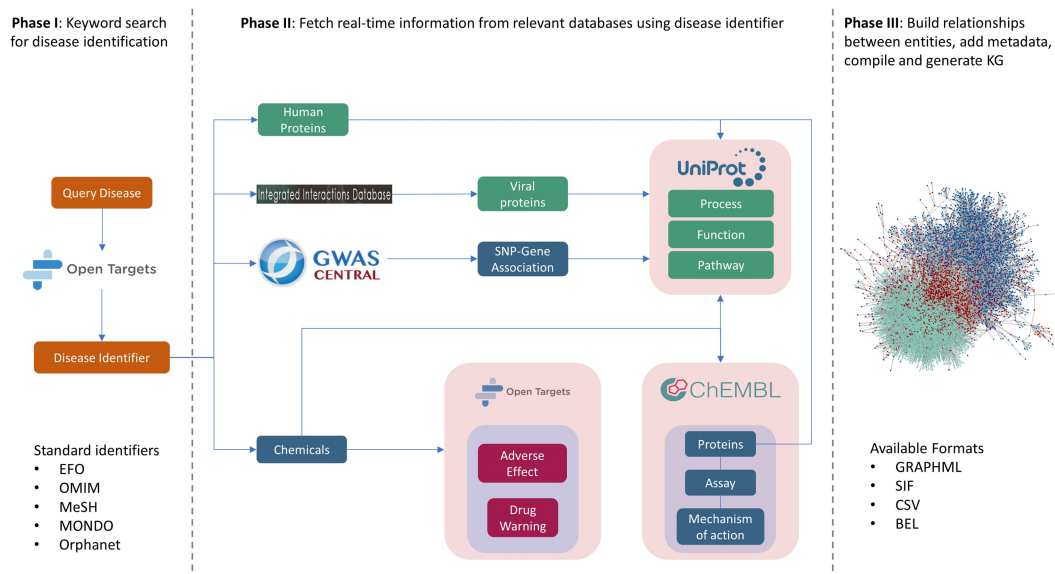 Phase I: Keyword search
for disease identification
Query Disease
Open Targets
Disease Identifier
Standard identifiers
• EFO
• OMIM
• MeSH
• MONDO
• Orphanet
Phase II: Fetch real-time information from relevant databases using disease identifier
Human
Proteins
Integrated Interactions Database
Viral
proteins
GWAS
CENTRAL
SNP-Gene
Association
UniProt
Process
Function
Pathway
Chemicals
Open Targets
Adverse
Effect
Drug
Warning
ChEMBL
Proteins
Assay
Mechanism
of action
Phase III: Build relationships
between entities, add metadata,
compile and generate KG
Available Formats
• GRAPHML
• SIF
• CSV
• BEL